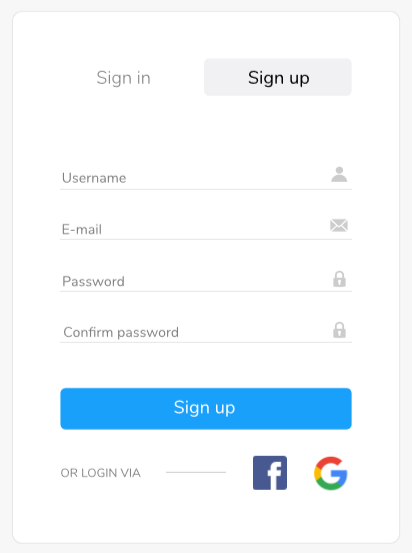 Sign in
Sign up
Username
E-mail
Password
Confirm password
Sign up
OR LOGIN VIA